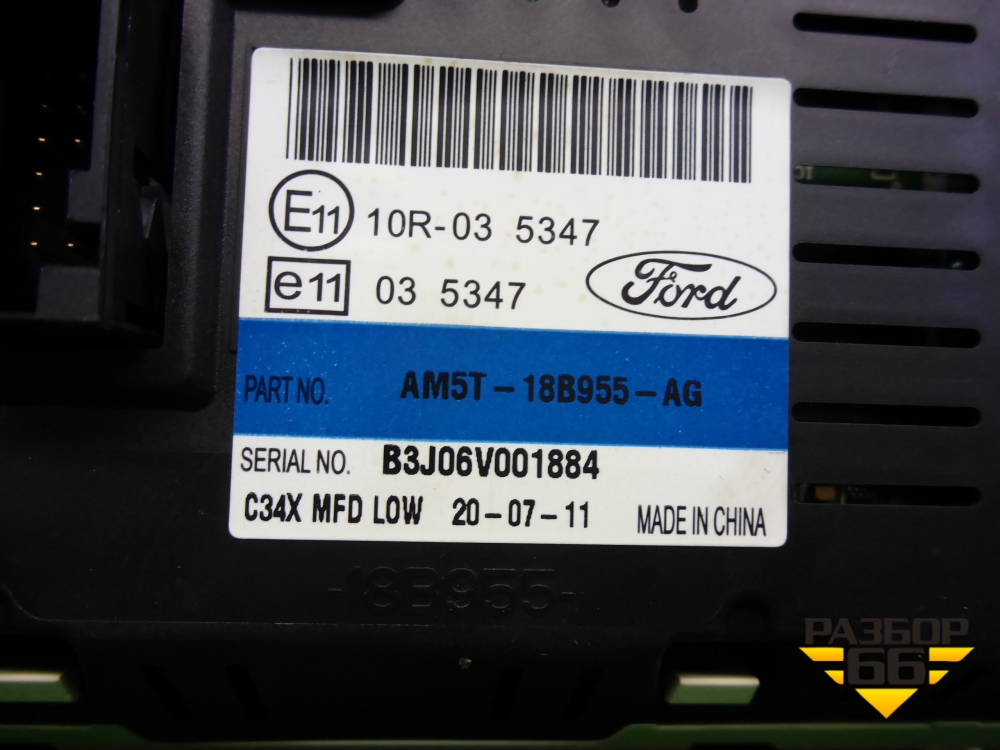 E11 10R-03 5347
e11 03 5347
Ford
PART NO. AM5T-18B955-AG
SERIAL NO. B3J06V001884
C34X MFD LOW 20-07-11 MADE IN CHINA
-18B955-
РАЗБОР
66